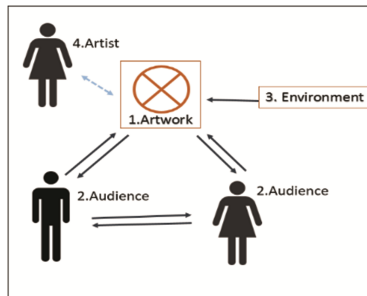 4.Artist
3. Environment
1.Artwork
2.Audience
2.Audience